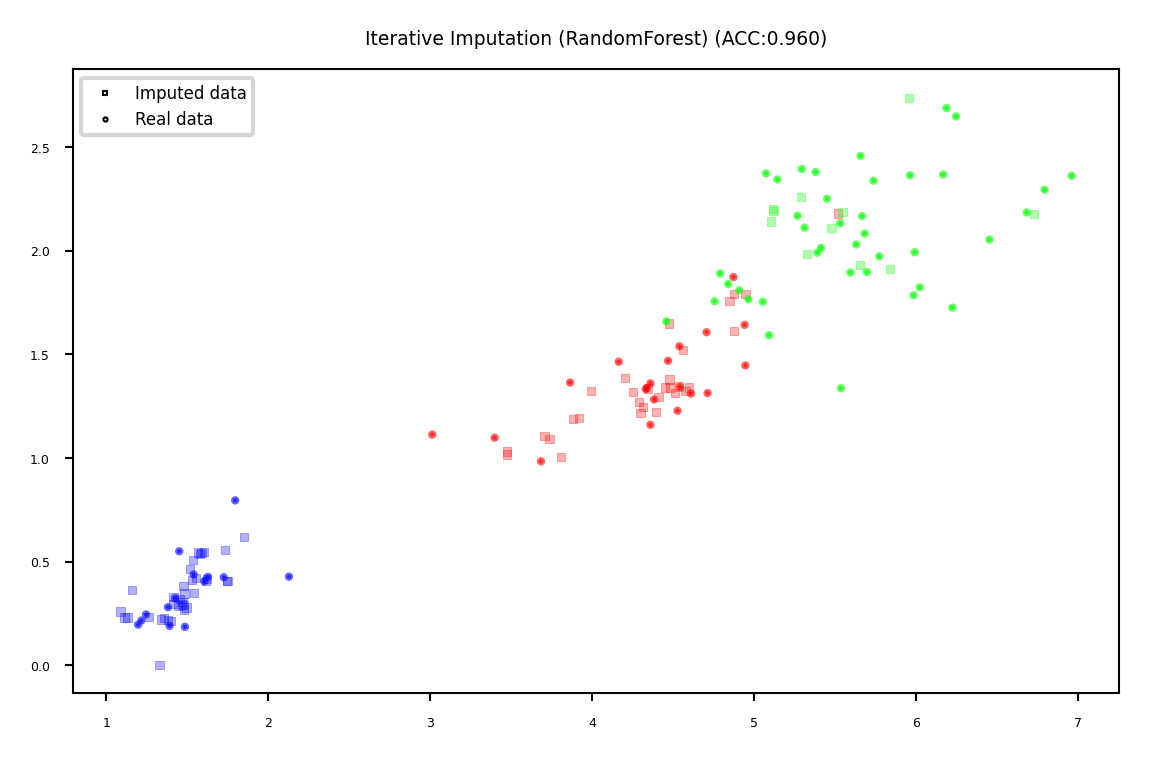 Iterative Imputation (RandomForest) (ACC:0.960)
Imputed data
Real data
2.5
2.0
1.5
1.0
0.5
0.0
1 2 3 4 5 6 7